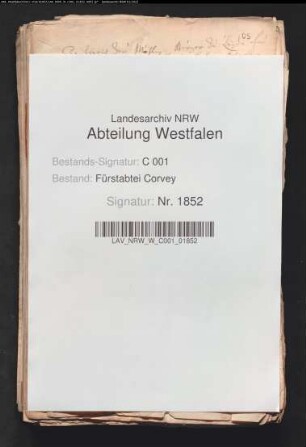 Landesarchiv NRW
Abteilung Westfalen
Bestands-Signatur: C 001
Bestand: Fürstabtei Corvey
Signatur: Nr. 1852
LAV_NRW_W_C001_01852